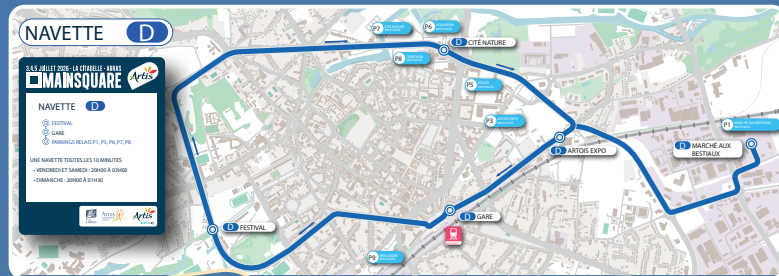 NAVETTE D
3,4,5 JUILLET 2026 - LA CITADELLE - ARRAS
MAINSQUARE
Artis
NAVETTE D
FESTIVAL
GARE
PARKINGS RELAIS P1, P3, P6, P7, P8
UNE NAVETTE TOUTES LES 10 MINUTES
- VENDREDI ET SAMEDI : 20H00 À 03H00
- DIMANCHE : 20H00 À 01H30
Arras
Artis
P7
P6
D CITÉ NATURE
P8
P5
P3
P1
D ARTOIS EXPO
D MARCHÉ AUX
BESTIAUX
D GARE
D FESTIVAL
P9